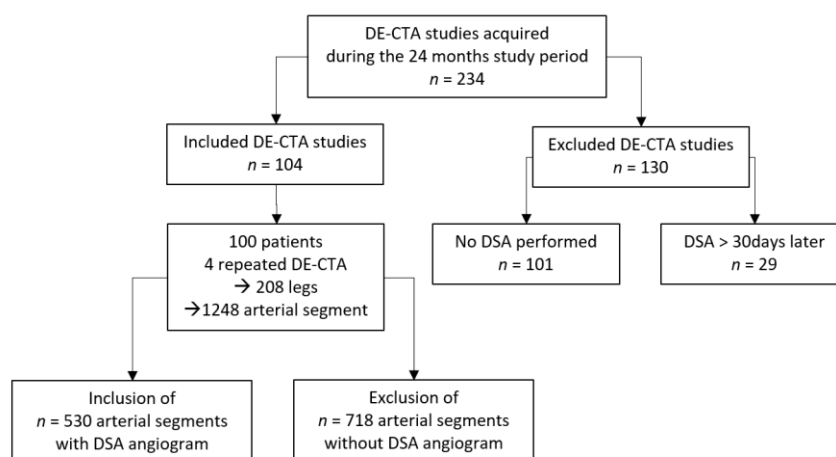 DE-CTA studies acquired
during the 24 months study period
n = 234
Included DE-CTA studies
n = 104
Excluded DE-CTA studies
n = 130
100 patients
4 repeated DE-CTA
→ 208 legs
→1248 arterial segment
No DSA performed
n = 101
DSA > 30days later
n = 29
Inclusion of
n = 530 arterial segments
with DSA angiogram
Exclusion of
n = 718 arterial segments
without DSA angiogram